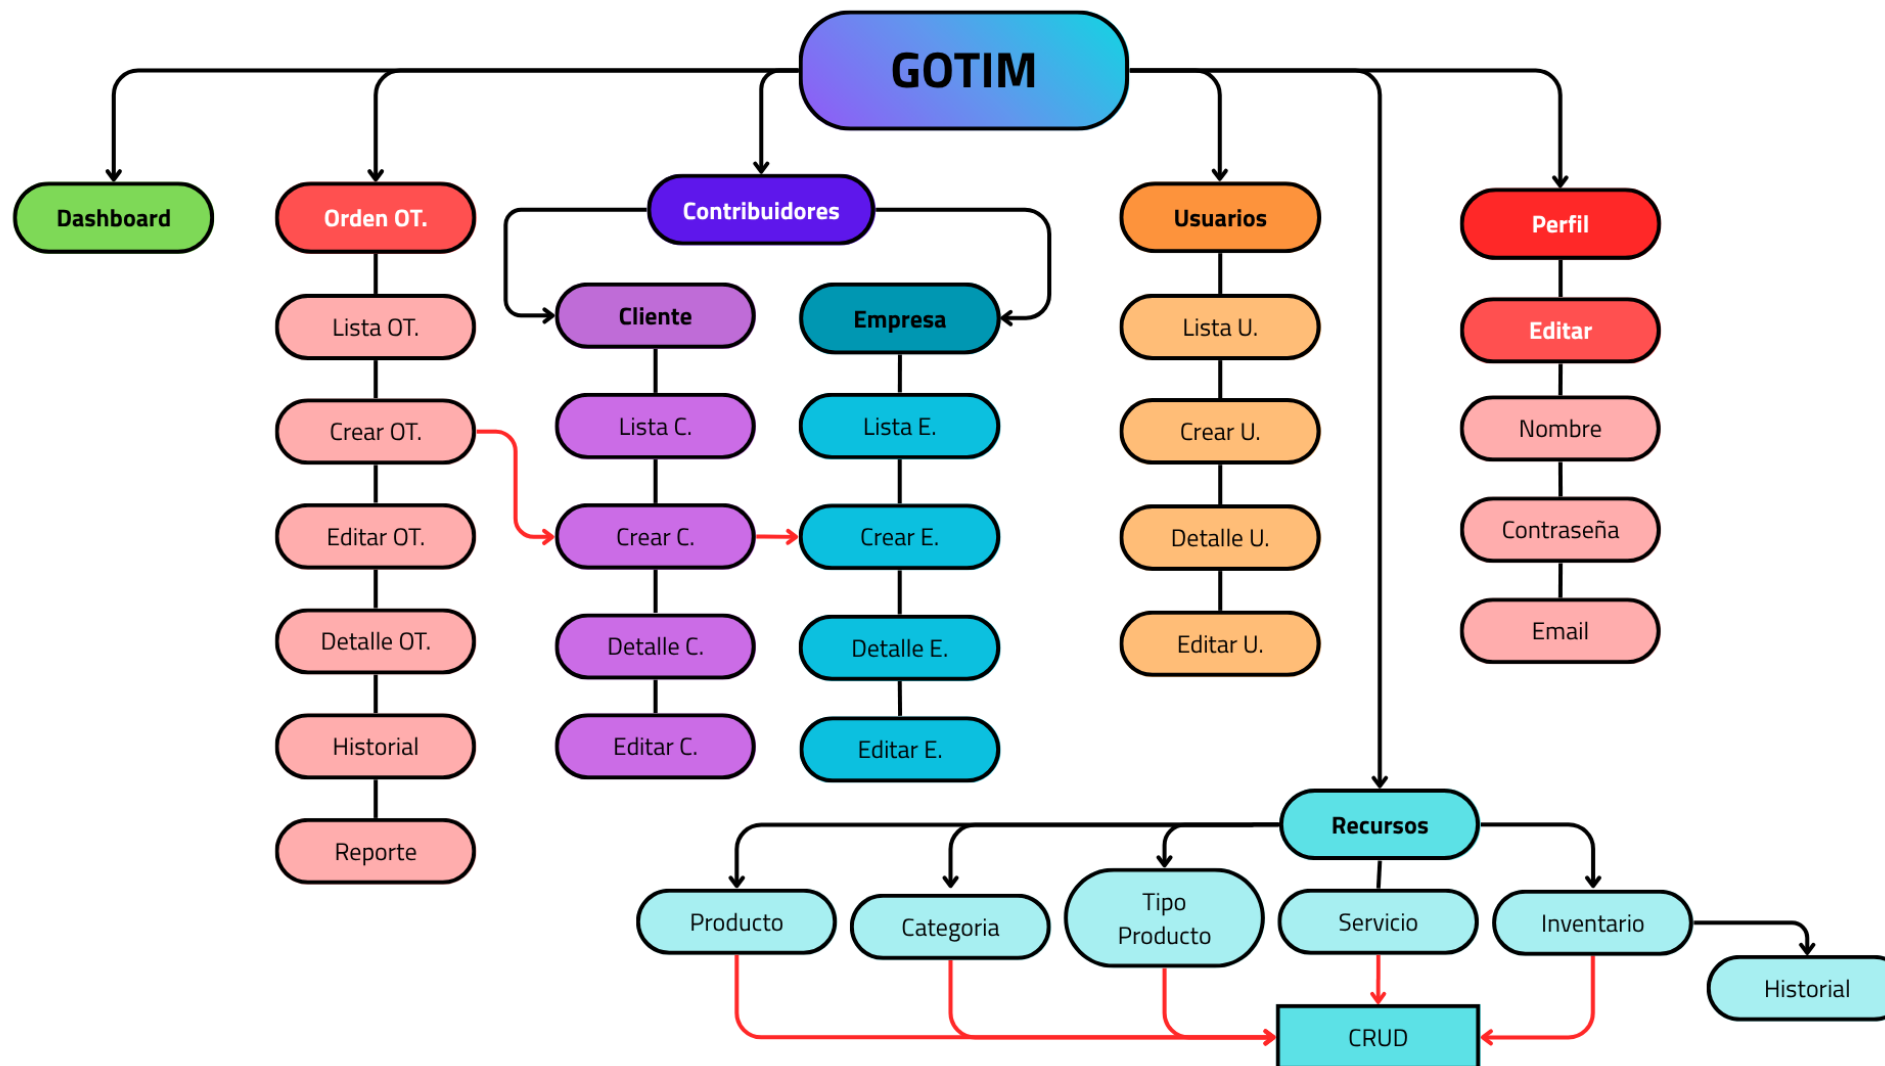 GOTIM
Dashboard
Orden OT.
Lista OT.
Crear OT.
Editar OT.
Detalle OT.
Historial
Reporte
Contribuidores
Cliente
Lista C.
Crear C.
Detalle C.
Editar C.
Empresa
Lista E.
Crear E.
Detalle E.
Editar E.
Usuarios
Lista U.
Crear U.
Detalle U.
Editar U.
Perfil
Editar
Nombre
Contraseña
Email
Recursos
Producto
Categoria
Tipo
Producto
Servicio
Inventario
Historial
CRUD